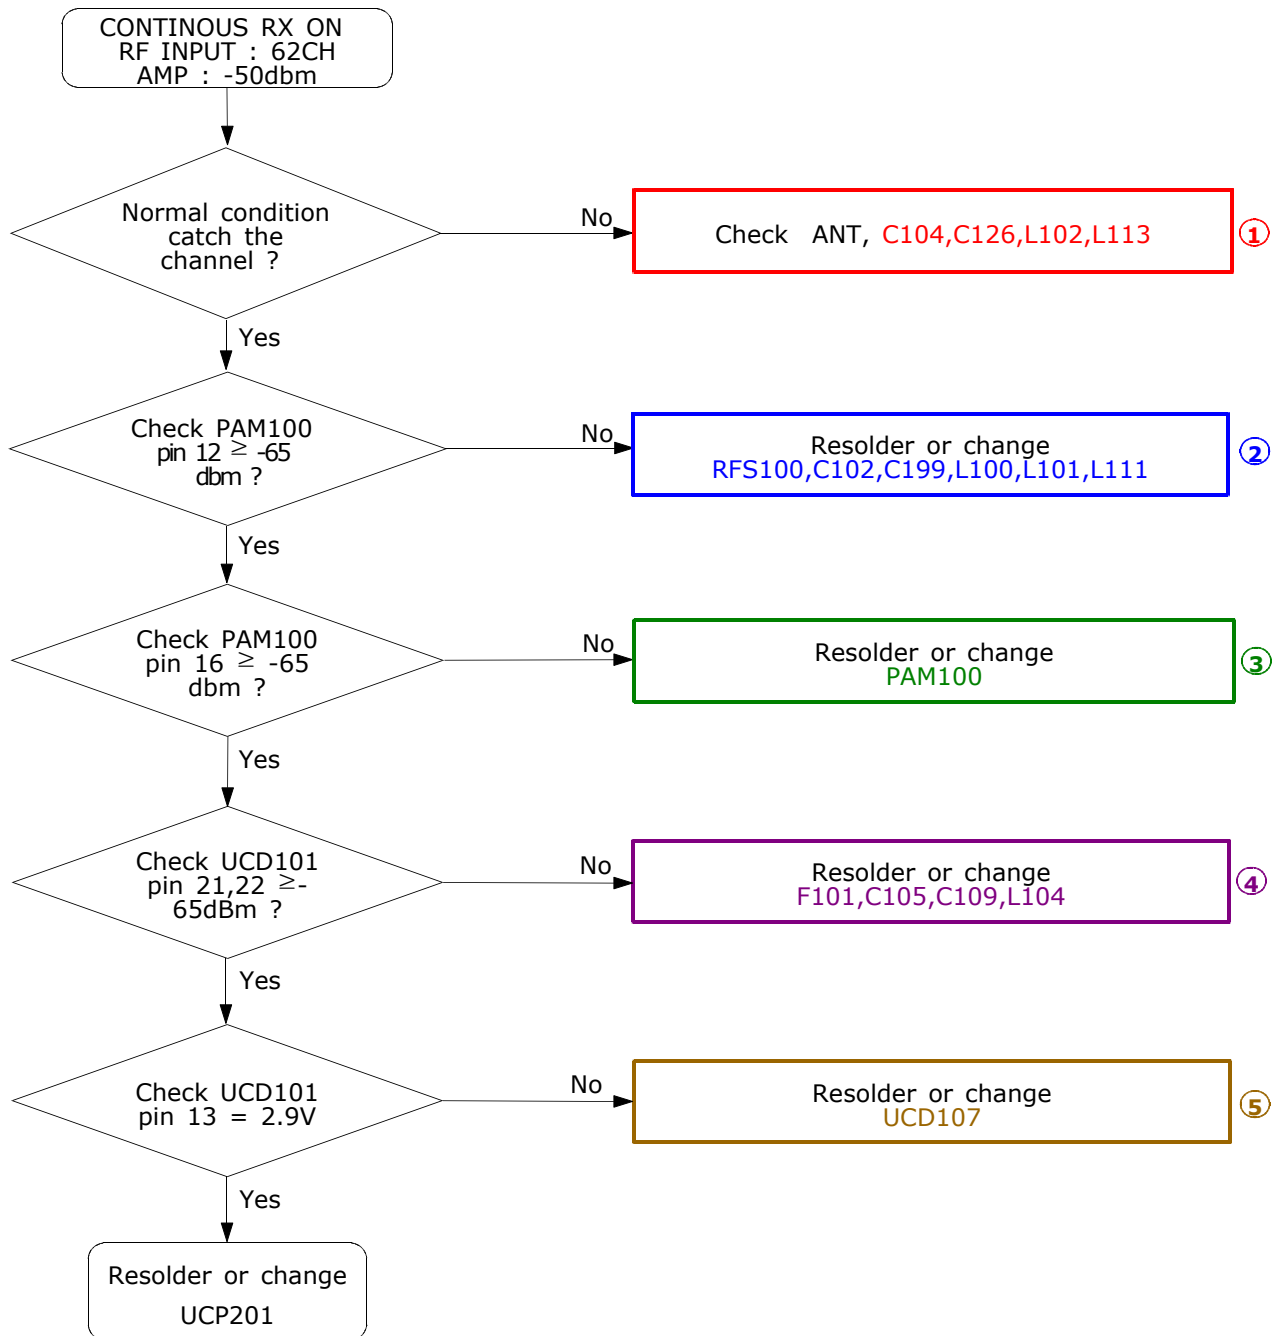 CONTINOUS RX ON
RF INPUT : 62CH
AMP : -50dbm
Normal condition
catch the
channel ?
No
Check ANT, C104,C126,L102,L113
1
Yes
Check PAM100
pin 12 ≥ -65
dbm ?
No
Resolder or change
RFS100,C102,C199,L100,L101,L111
2
Yes
Check PAM100
pin 16 ≥ -65
dbm ?
No
Resolder or change
PAM100
3
Yes
Check UCD101
pin 21,22 ≥-
65dBm ?
No
Resolder or change
F101,C105,C109,L104
4
Yes
Check UCD101
pin 13 = 2.9V
No
Resolder or change
UCD107
5
Yes
Resolder or change
UCP201